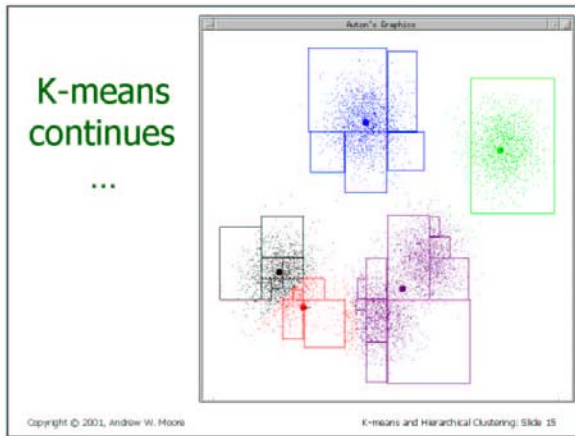 K-means
continues
...
Auton's Graphics
Copyright © 2001, Andrew W. Moore
K-means and Hierarchical Clustering: Slide 15